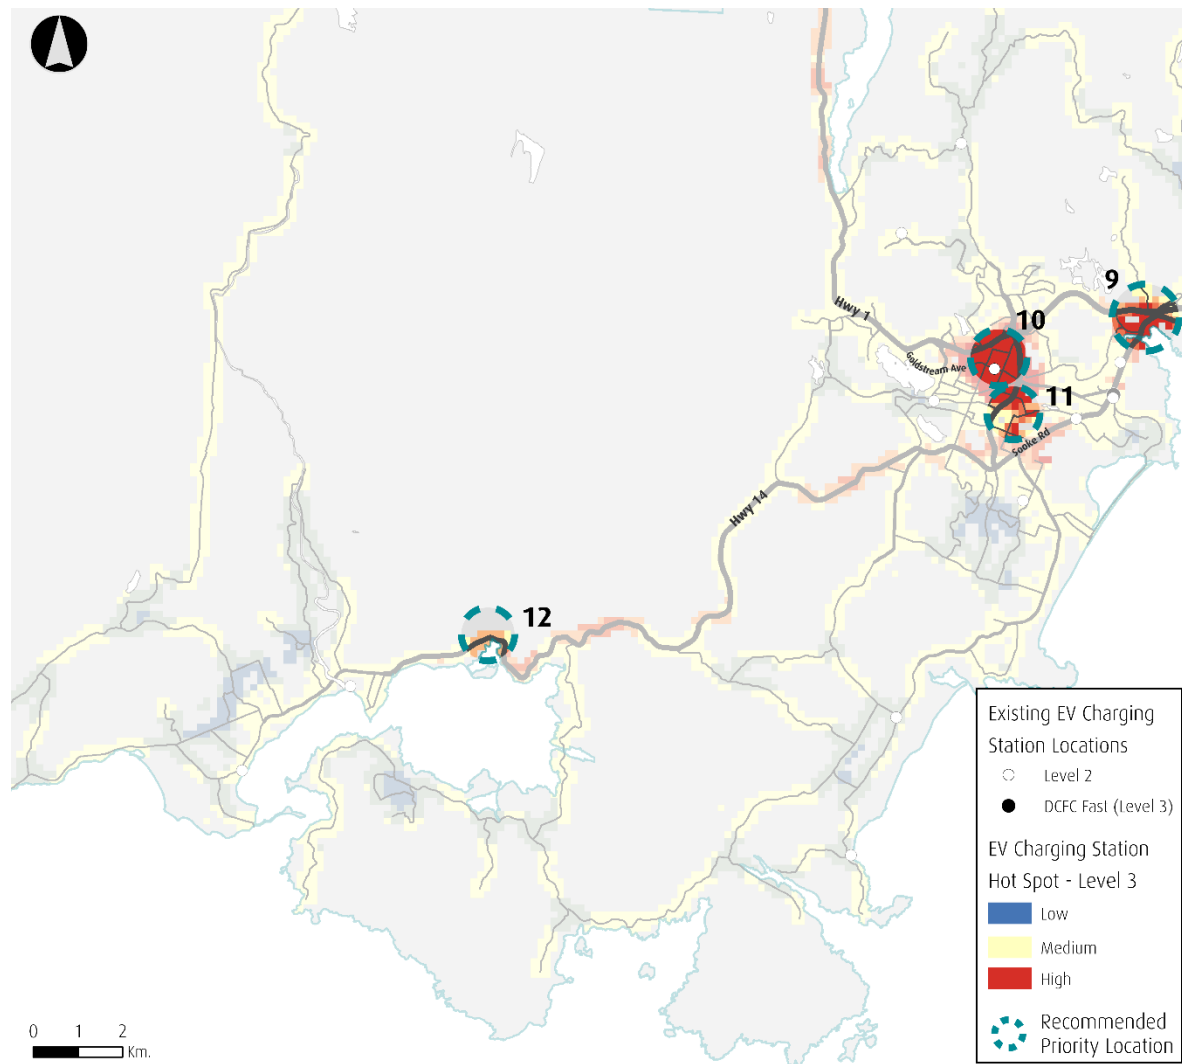 9
Hwy 1
10
Goldstream Ave
11
Sooke Rd
Hwy 14
12
Existing EV Charging
Station Locations
Level 2
DCFC Fast (Level 3)
EV Charging Station
Hot Spot - Level 3
Low
Medium
High
Recommended
Priority Location
0 1 2
Km.